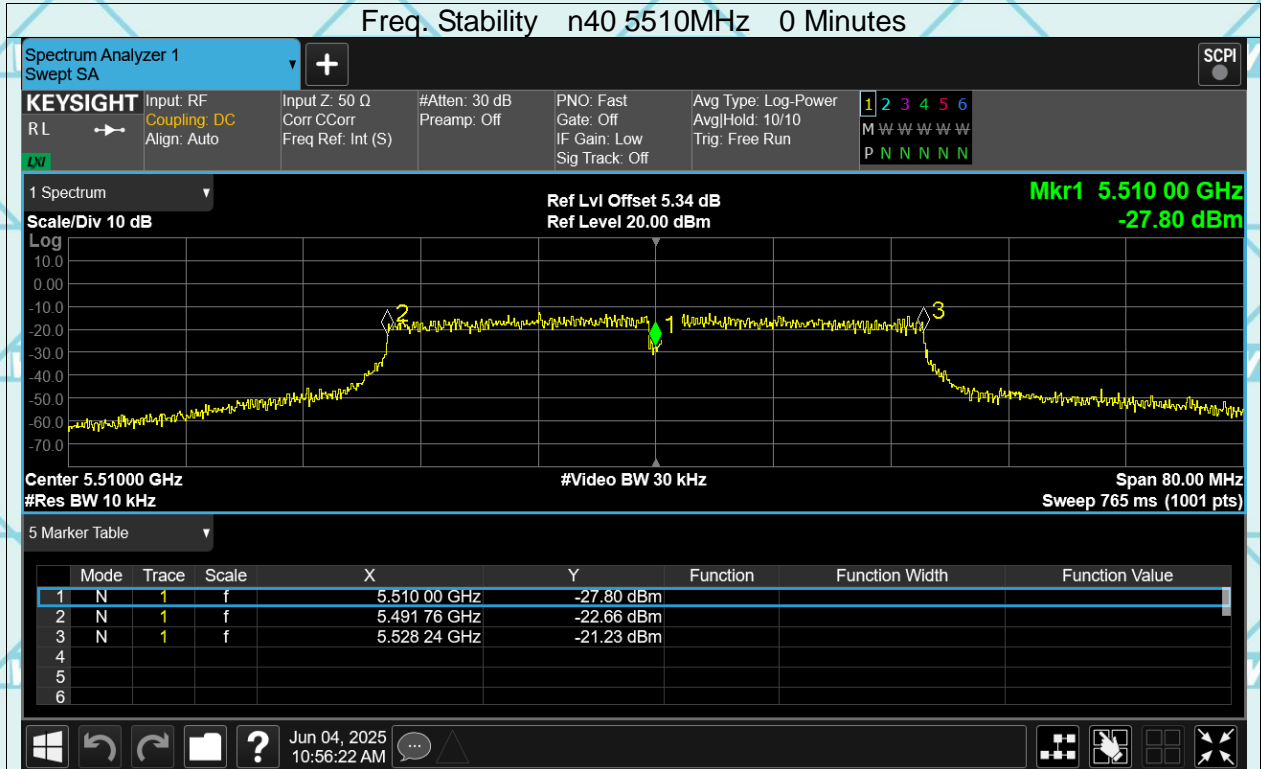 Freq. Stability n40 5510MHz 0 Minutes
Spectrum Analyzer 1
Swept SA
SCPI
KEYSIGHT
RL
LXI
Input: RF
Coupling: DC
Align: Auto
Input Z: 50 Ω
Corr CCorr
Freq Ref: Int (S)
#Atten: 30 dB
Preamp: Off
PNO: Fast
Gate: Off
IF Gain: Low
Sig Track: Off
Avg Type: Log-Power
Avg|Hold: 10/10
Trig: Free Run
1 2 3 4 5 6
M W W W W W
P N N N N N
1 Spectrum
Scale/Div 10 dB
Ref Lvl Offset 5.34 dB
Ref Level 20.00 dBm
Mkr1 5.510 00 GHz
-27.80 dBm
Log
10.0
0.00
-10.0
-20.0
-30.0
-40.0
-50.0
-60.0
-70.0
2
1
3
Center 5.51000 GHz
#Res BW 10 kHz
#Video BW 30 kHz
Span 80.00 MHz
Sweep 765 ms (1001 pts)
5 Marker Table
Mode Trace Scale X Y Function Function Width Function Value
1 N 1 f 5.510 00 GHz -27.80 dBm
2 N 1 f 5.491 76 GHz -22.66 dBm
3 N 1 f 5.528 24 GHz -21.23 dBm
4
5
6
?
Jun 04, 2025
10:56:22 AM